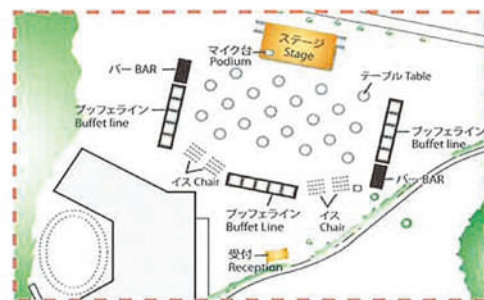 ステージ
Stage
マイク台
Podium
バー BAR
テーブル Table
ブッフェライン
Buffet line
ブッフェライン
Buffet line
バー BAR
イス Chair
ブッフェライン
Buffet Line
イス
Chair
受付
Reception